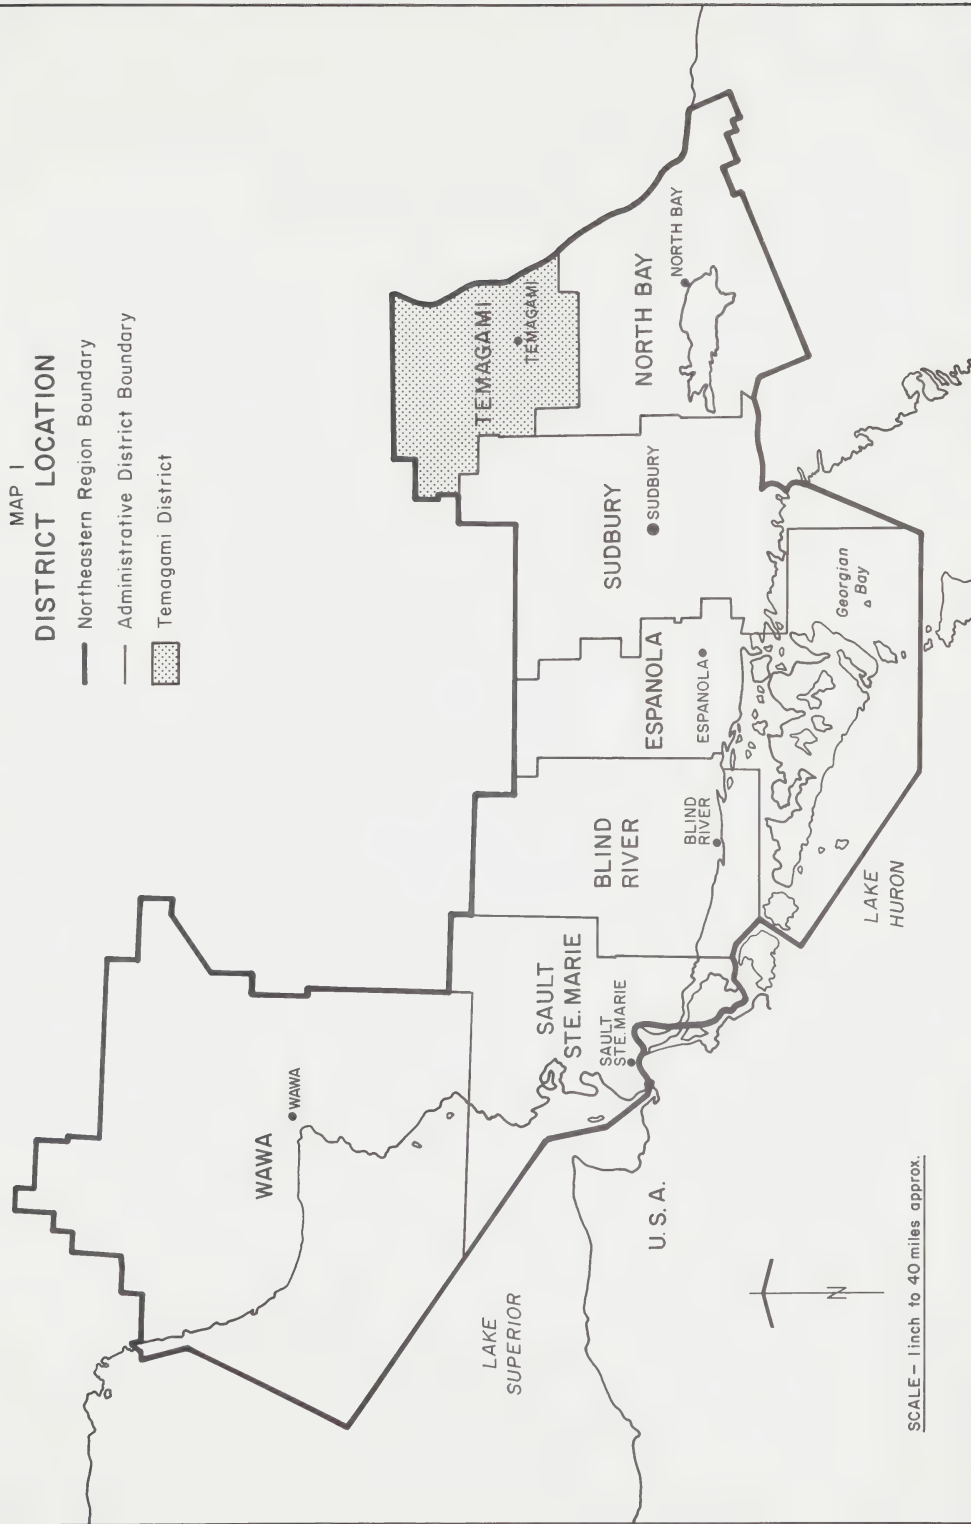 MAP 1
DISTRICT LOCATION
Northeastern Region Boundary
Administrative District Boundary
Temagami District
WAWA
WAWA
SAULT
STE. MARIE
SAULT
STE. MARIE
BLIND
RIVER
BLIND
RIVER
ESPANOLA
ESPANOLA
SUDBURY
SUDBURY
TEMAGAMI
TEMAGAMI
NORTH BAY
NORTH BAY
Georgian
Bay
LAKE
HURON
LAKE
SUPERIOR
U. S. A.
N
SCALE - 1 inch to 40 miles approx.